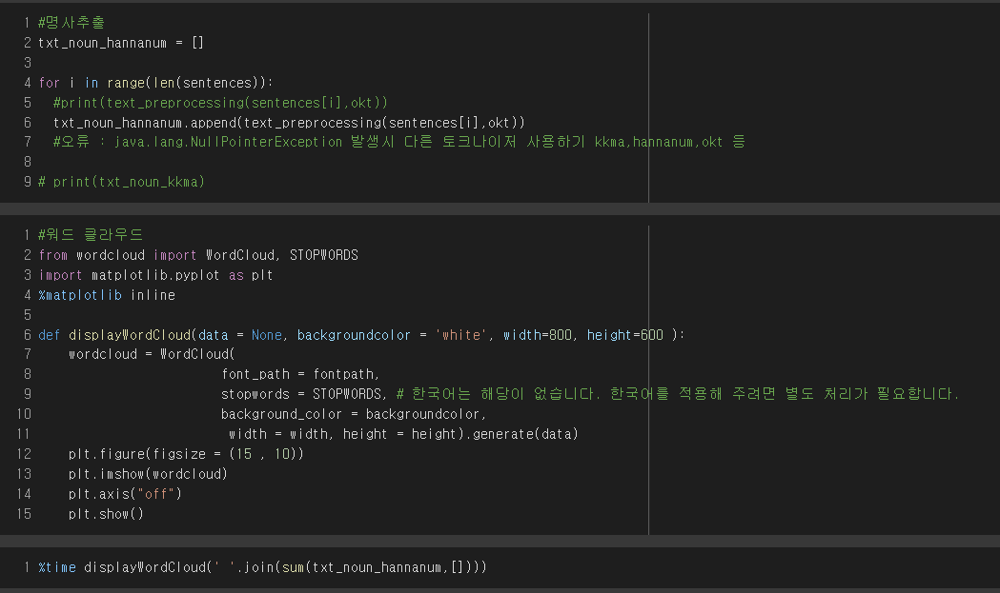 1 #명사추출
2 txt_noun_hannanum = []
3
4 for i in range(len(sentences)):
5   #print(text_preprocessing(sentences[i],okt))
6   txt_noun_hannanum.append(text_preprocessing(sentences[i],okt))
7   #오류 : java.lang.NullPointerException 발생시 다른 토크나이저 사용하기 kkma,hannanum,okt 등
8
9 # print(txt_noun_kkma)
1 #워드 클라우드
2 from wordcloud import WordCloud, STOPWORDS
3 import matplotlib.pyplot as plt
4 %matplotlib inline
5
6 def displayWordCloud(data = None, backgroundcolor = 'white', width=800, height=600 ):
7     wordcloud = WordCloud(
8                         font_path = fontpath,
9                         stopwords = STOPWORDS, # 한국어는 해당이 없습니다. 한국어를 적용해 주려면 별도 처리가 필요합니다.
10                         background_color = backgroundcolor,
11                          width = width, height = height).generate(data)
12     plt.figure(figsize = (15 , 10))
13     plt.imshow(wordcloud)
14     plt.axis("off")
15     plt.show()
1 %time displayWordCloud(' '.join(sum(txt_noun_hannanum,[])))